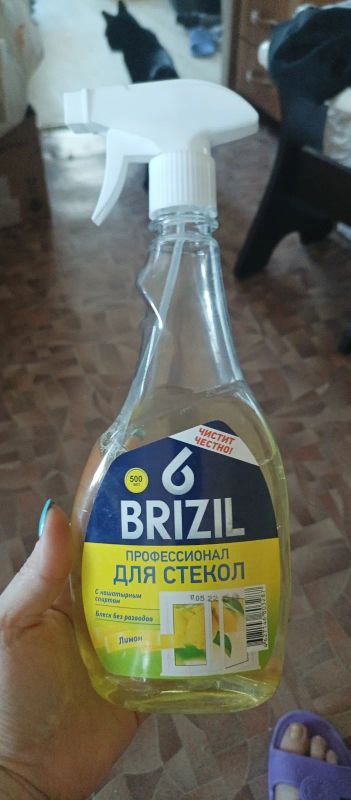 ЧИСТИТ
ЧЕСТНО!
500
BRIZIL
ПРОФЕССИОНАЛ
ДЛЯ СТЕКОЛ
С нашатырным
спиртом
Блеск без разводов
Лимон